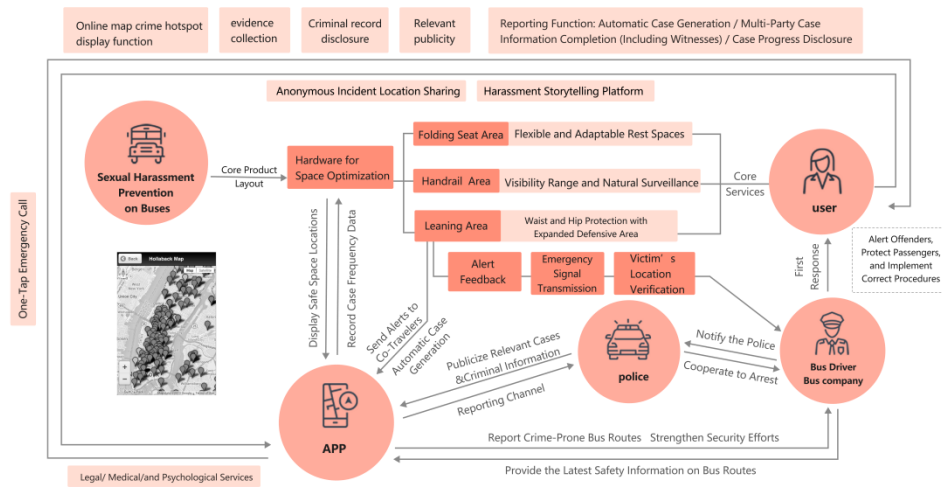 Online map crime hotspot
display function
evidence
collection
Criminal record
disclosure
Relevant
publicity
Reporting Function: Automatic Case Generation / Multi-Party Case
Information Completion (Including Witnesses) / Case Progress Disclosure
Anonymous Incident Location Sharing
Harassment Storytelling Platform
Sexual Harassment
Prevention
on Buses
Core Product
Layout
Hardware for
Space Optimization
Folding Seat Area
Flexible and Adaptable Rest Spaces
Handrail Area
Visibility Range and Natural Surveillance
Leaning Area
Waist and Hip Protection with
Expanded Defensive Area
Core
Services
user
Alert
Feedback
Emergency
Signal
Transmission
Victim's
Location
Verification
First
Response
Alert Offenders,
Protect Passengers,
and Implement
Correct Procedures
One-Tap Emergency Call
Hollaback Map
Display Safe Space Locations
Record Case Frequency Data
Send Alerts to
Co-Travelers
Automatic Case
Generation
Publicize Relevant Cases
&Criminal Information
Reporting Channel
police
Notify the Police
Cooperate to Arrest
Bus Driver
Bus company
APP
Report Crime-Prone Bus Routes Strengthen Security Efforts
Provide the Latest Safety Information on Bus Routes
Legal/ Medical/and Psychological Services